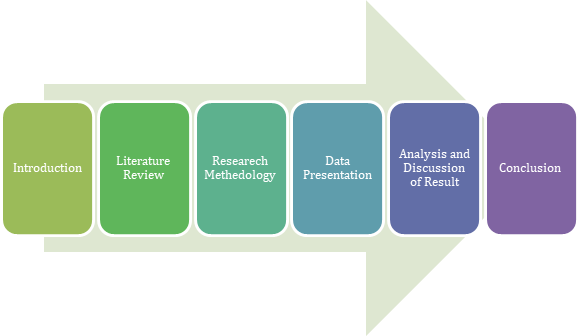 Introduction
Literature
Review
Researech
Methedology
Data
Presentation
Analysis and
Discussion
of Result
Conclusion